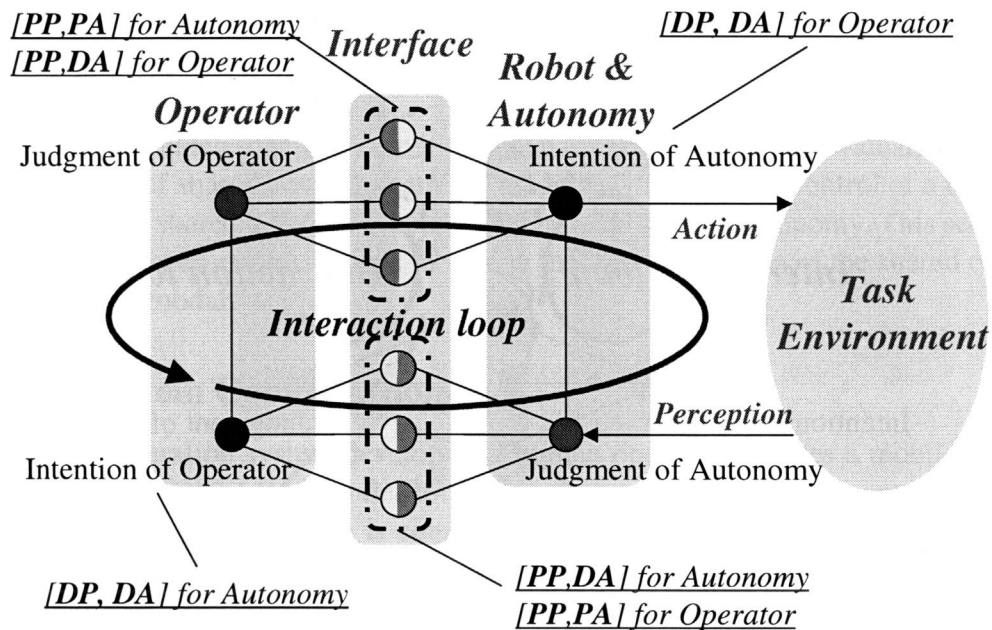 [PP,PA] for Autonomy
[PP,DA] for Operator
Interface
[DP, DA] for Operator
Operator
Robot &
Autonomy
Judgment of Operator
Intention of Autonomy
Action
Task
Environment
Interaction loop
Perception
Intention of Operator
Judgment of Autonomy
[DP, DA] for Autonomy
[PP,DA] for Autonomy
[PP,PA] for Operator